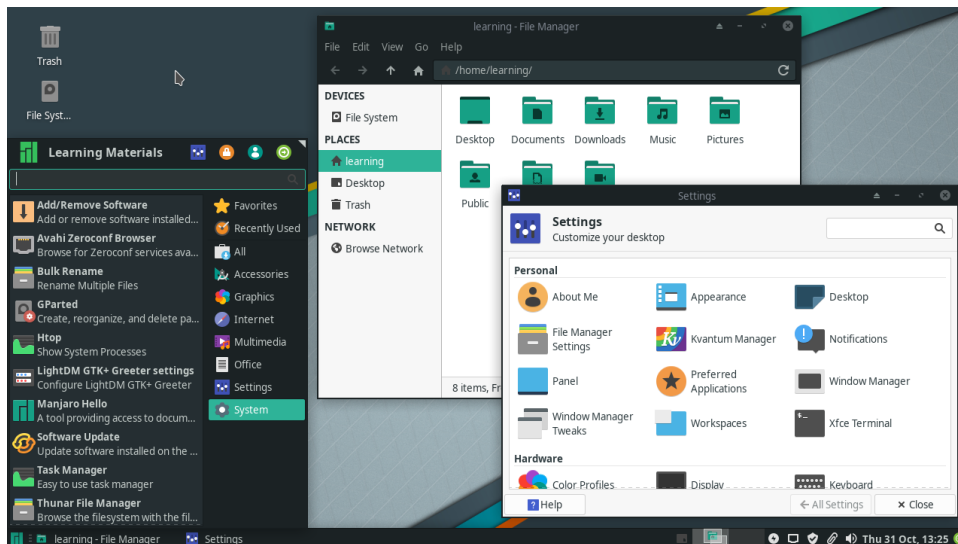 Trash
File Syst...
learning - File Manager
File Edit View Go Help
/home/learning/
DEVICES
File System
PLACES
learning
Desktop
Trash
NETWORK
Browse Network
Desktop
Documents
Downloads
Music
Pictures
Public
8 items, Fr
Learning Materials
Add/Remove Software
Add or remove software installed...
Avahi Zeroconf Browser
Browse for Zeroconf services ava...
Bulk Rename
Rename Multiple Files
GParted
Create, reorganize, and delete pa...
Htop
Show System Processes
LightDM GTK+ Greeter settings
Configure LightDM GTK+ Greeter
Manjaro Hello
A tool providing access to docum...
Software Update
Update software installed on the ...
Task Manager
Easy to use task manager
Thunar File Manager
Browse the filesystem with the fil...
Favorites
Recently Used
All
Accessories
Graphics
Internet
Multimedia
Office
Settings
System
Settings
Settings
Customize your desktop
Personal
About Me
Appearance
Desktop
File Manager
Settings
Kvantum Manager
Notifications
Panel
Preferred
Applications
Window Manager
Window Manager
Tweaks
Workspaces
Xfce Terminal
Hardware
Color Profiles
Display
Keyboard
Help
All Settings
Close
learning - File Manager
Settings
Thu 31 Oct, 13:25